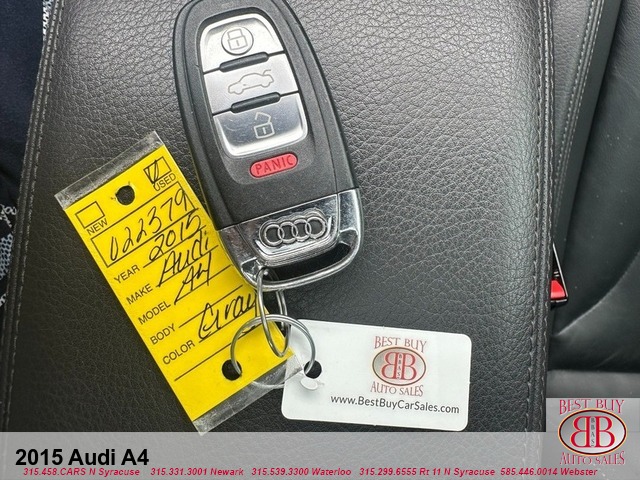 PANIC
NEW
USED
022379
YEAR 2015
MAKE Audi
MODEL A4
BODY
COLOR Gray
BEST BUY
BB
AUTO SALES
www.BestBuyCarSales.com
BEST BUY
BB
AUTO SALES
2015 Audi A4
315.458.CARS N Syracuse 315.331.3001 Newark 315.539.3300 Waterloo 315.299.6555 Rt 11 N Syracuse 585.446.0014 Webster